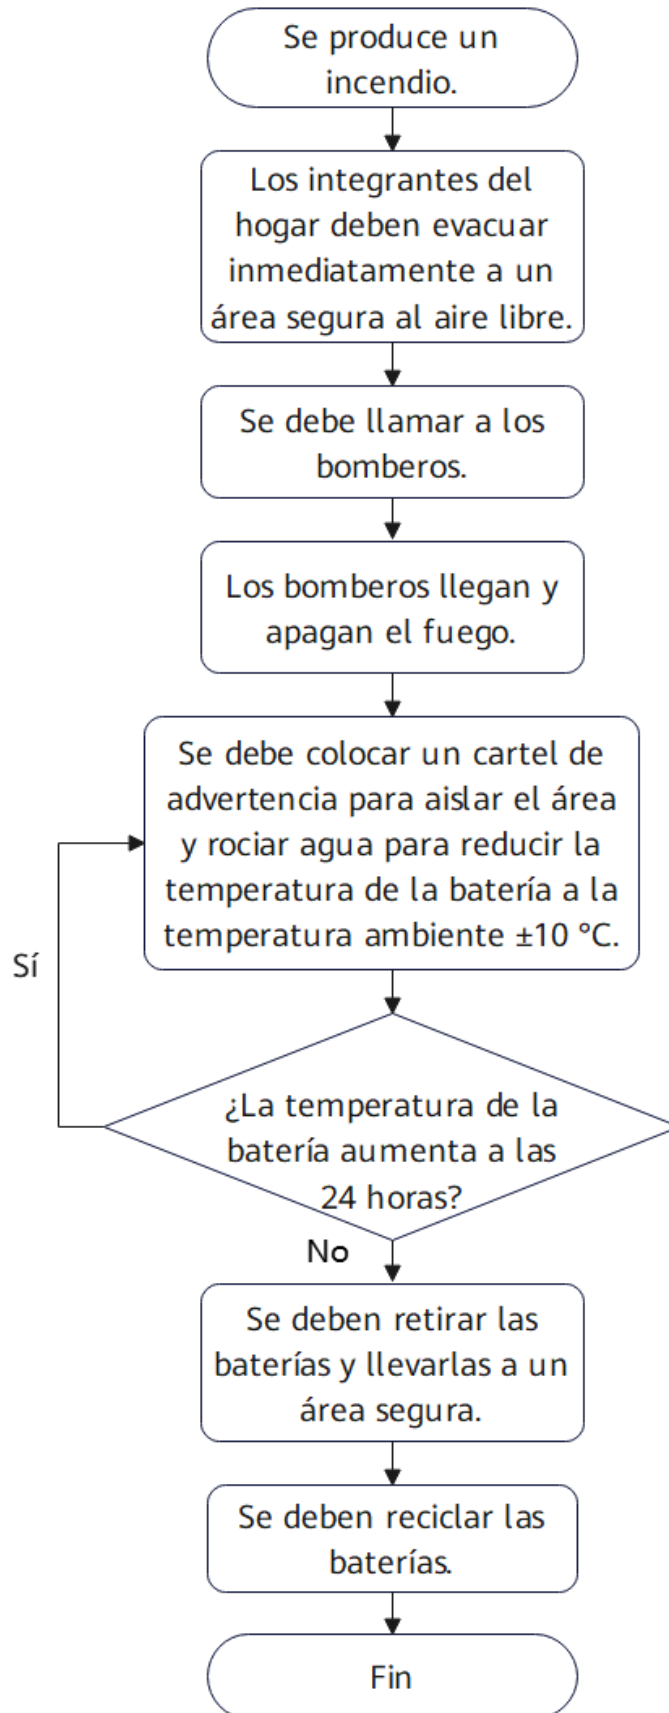 Se produce un
incendio.
Los integrantes del
hogar deben evacuar
inmediatamente a un
área segura al aire libre.
Se debe llamar a los
bomberos.
Los bomberos llegan y
apagan el fuego.
Se debe colocar un cartel de
advertencia para aislar el área
y rociar agua para reducir la
temperatura de la batería a la
temperatura ambiente ±10 °C.
Sí
¿La temperatura de la
batería aumenta a las
24 horas?
No
Se deben retirar las
baterías y llevarlas a un
área segura.
Se deben reciclar las
baterías.
Fin